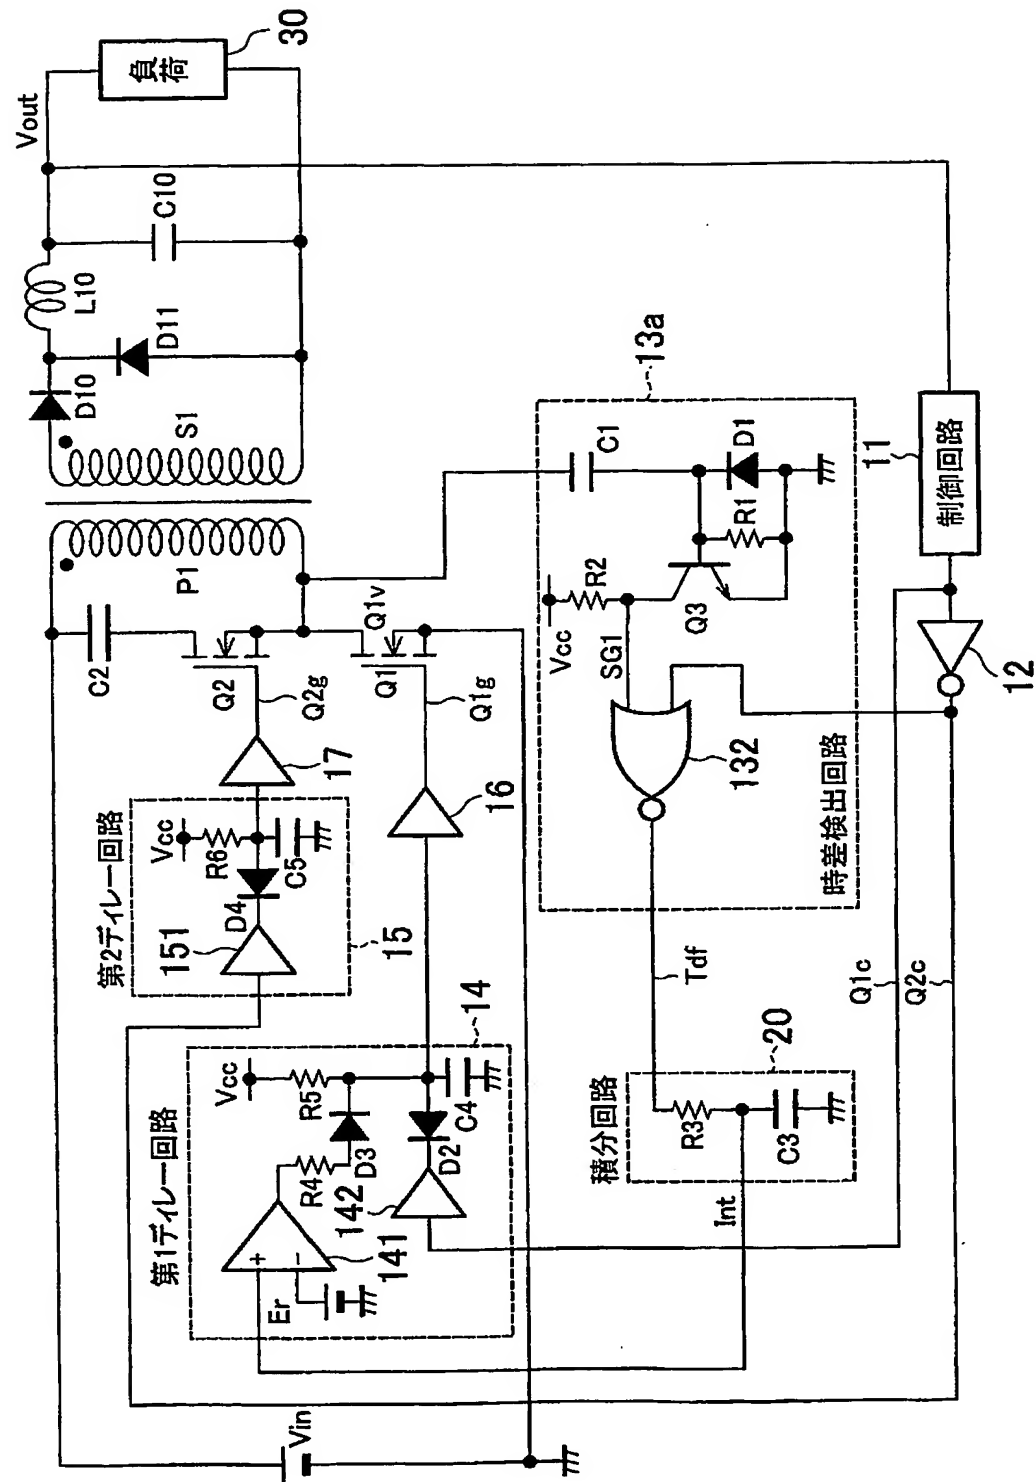 Vin
第1ディレー回路
Er
+
−
141
R4
D3
142
D2
Vcc
R5
C4
14
第2ディレー回路
151
D4
Vcc
R6
C5
15
17
16
C2
Q2
Q2g
Q1
Q1v
Q1g
P1
S1
D10
D11
L10
C10
Vout
負荷
30
13a
C1
D1
R1
R2
Vcc
SG1
Q3
132
時差検出回路
Tdf
積分回路
20
R3
C3
Int
Q1c
Q2c
11
制御回路
12